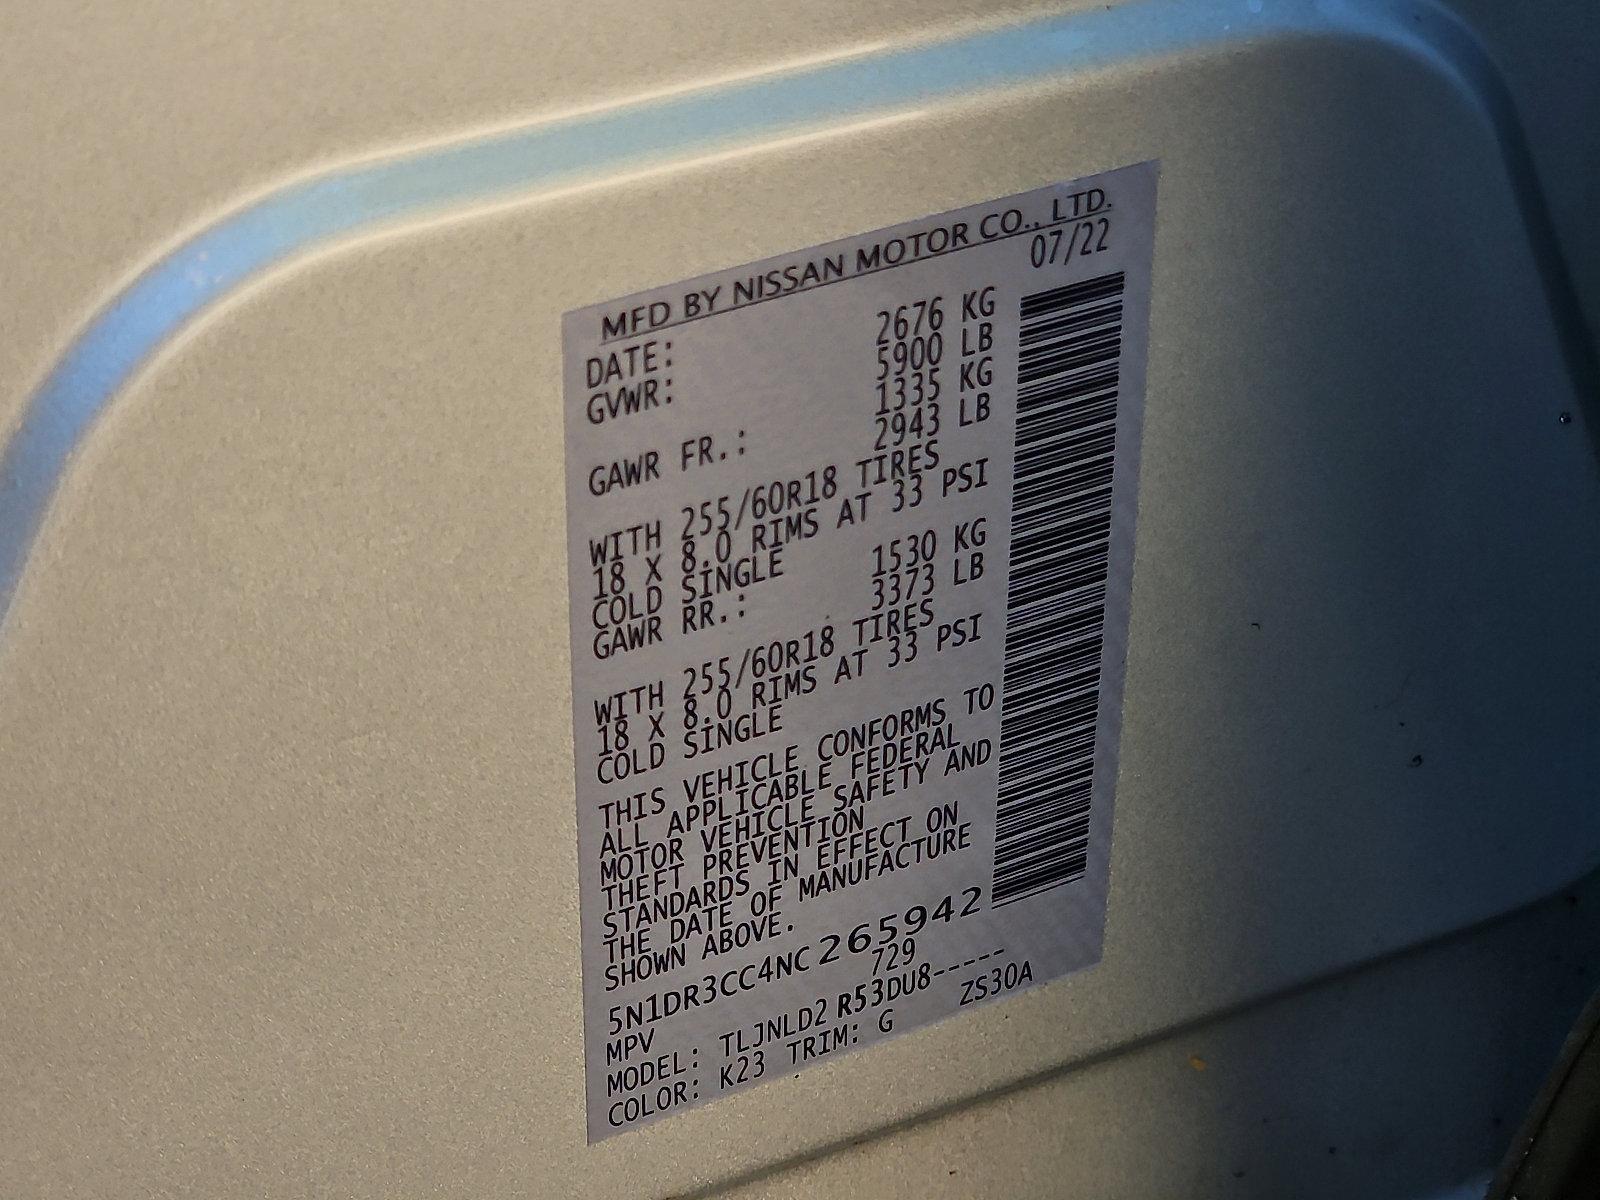 MFD BY NISSAN MOTOR CO., LTD.
DATE: 07/22
GVWR: 2676 KG
5900 LB
GAWR FR.: 1335 KG
2943 LB
WITH 255/60R18 TIRES
18 X 8.0 RIMS AT 33 PSI
COLD SINGLE
GAWR RR.: 1530 KG
3373 LB
WITH 255/60R18 TIRES
18 X 8.0 RIMS AT 33 PSI
COLD SINGLE
THIS VEHICLE CONFORMS TO
ALL APPLICABLE FEDERAL
MOTOR VEHICLE SAFETY AND
THEFT PREVENTION
STANDARDS IN EFFECT ON
THE DATE OF MANUFACTURE
SHOWN ABOVE.
5N1DR3CC4NC265942
MPV 729
MODEL: TLJNLD2 R53DU8-----
COLOR: K23 TRIM: G ZS30A